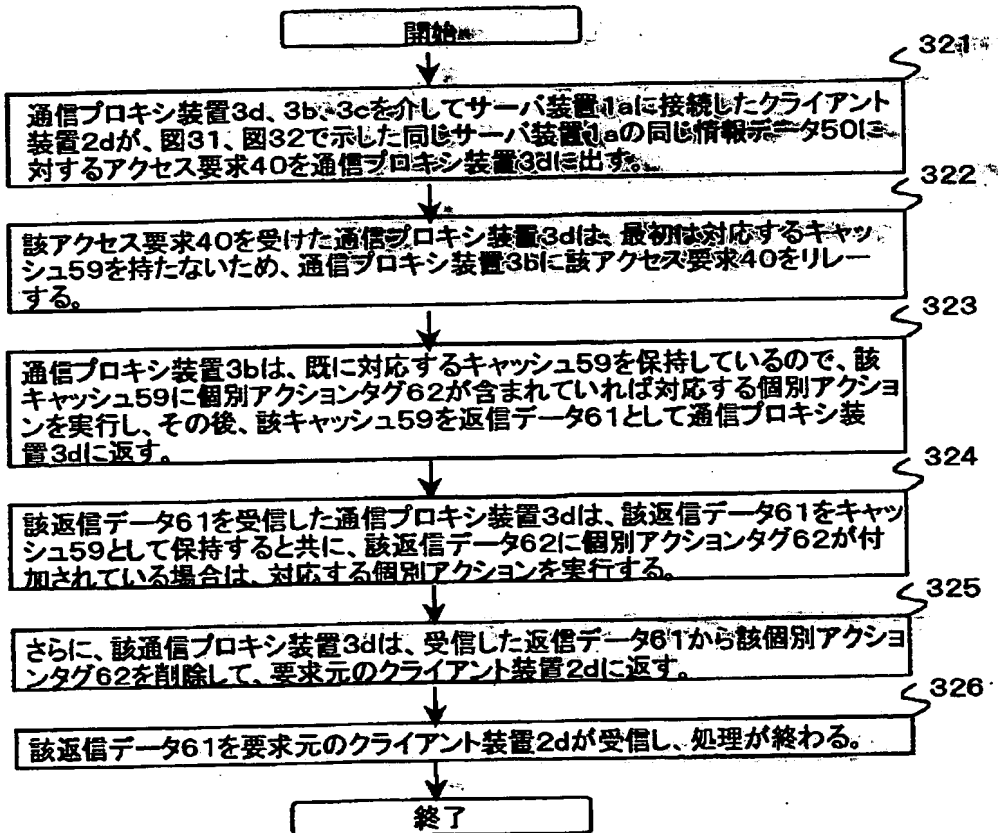 開始
321
通信プロキシ装置3d、3b、3cを介してサーバ装置1aに接続したクライアント
装置2dが、図31、図32で示した同じサーバ装置1aの同じ情報データ50に
対するアクセス要求40を通信プロキシ装置3dに出す。
322
該アクセス要求40を受けた通信プロキシ装置3dは、最初は対応するキャッ
シュ59を持たないため、通信プロキシ装置3bに該アクセス要求40をリレー
する。
323
通信プロキシ装置3bは、既に対応するキャッシュ59を保持しているので、該
キャッシュ59に個別アクションタグ62が含まれていれば対応する個別アクショ
ンを実行し、その後、該キャッシュ59を返信データ61として通信プロキシ装
置3dに返す。
324
該返信データ61を受信した通信プロキシ装置3dは、該返信データ61をキャッ
シュ59として保持すると共に、該返信データ62に個別アクションタグ62が付
加されている場合は、対応する個別アクションを実行する。
325
さらに、該通信プロキシ装置3dは、受信した返信データ61から該個別アクショ
ンタグ62を削除して、要求元のクライアント装置2dに返す。
326
該返信データ61を要求元のクライアント装置2dが受信し、処理が終わる。
終了